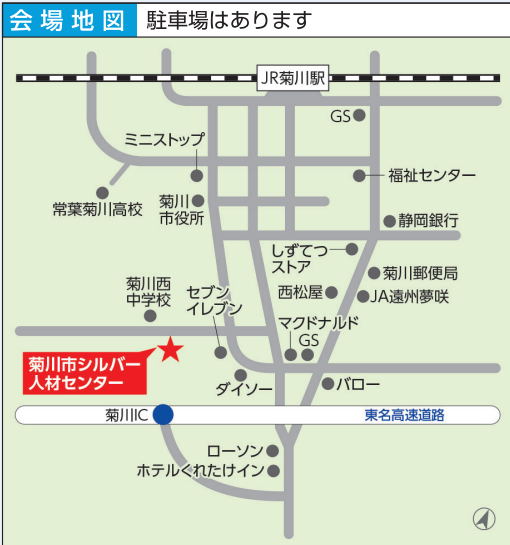 会場地図 駐車場はあります
JR菊川駅
GS
ミニストップ
福祉センター
常葉菊川高校
菊川
市役所
静岡銀行
しずてつ
ストア
菊川郵便局
菊川西
中学校
セブン
イレブン
西松屋
JA遠州夢咲
マクドナルド
GS
菊川市シルバー
人材センター
ダイソー
バロー
菊川IC
東名高速道路
ローソン
ホテルくれたけイン